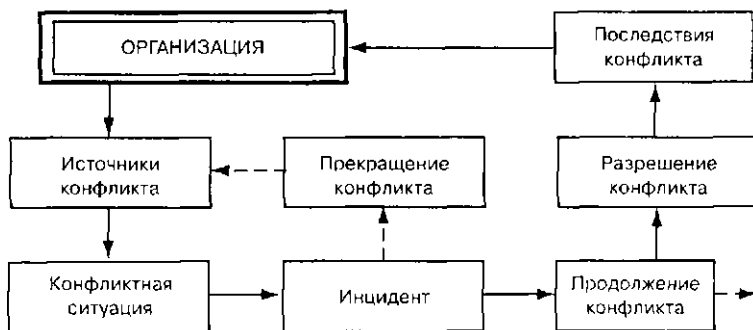 ОРГАНИЗАЦИЯ
Последствия
конфликта
Источники
конфликта
Прекращение
конфликта
Разрешение
конфликта
Конфликтная
ситуация
Инцидент
Продолжение
конфликта